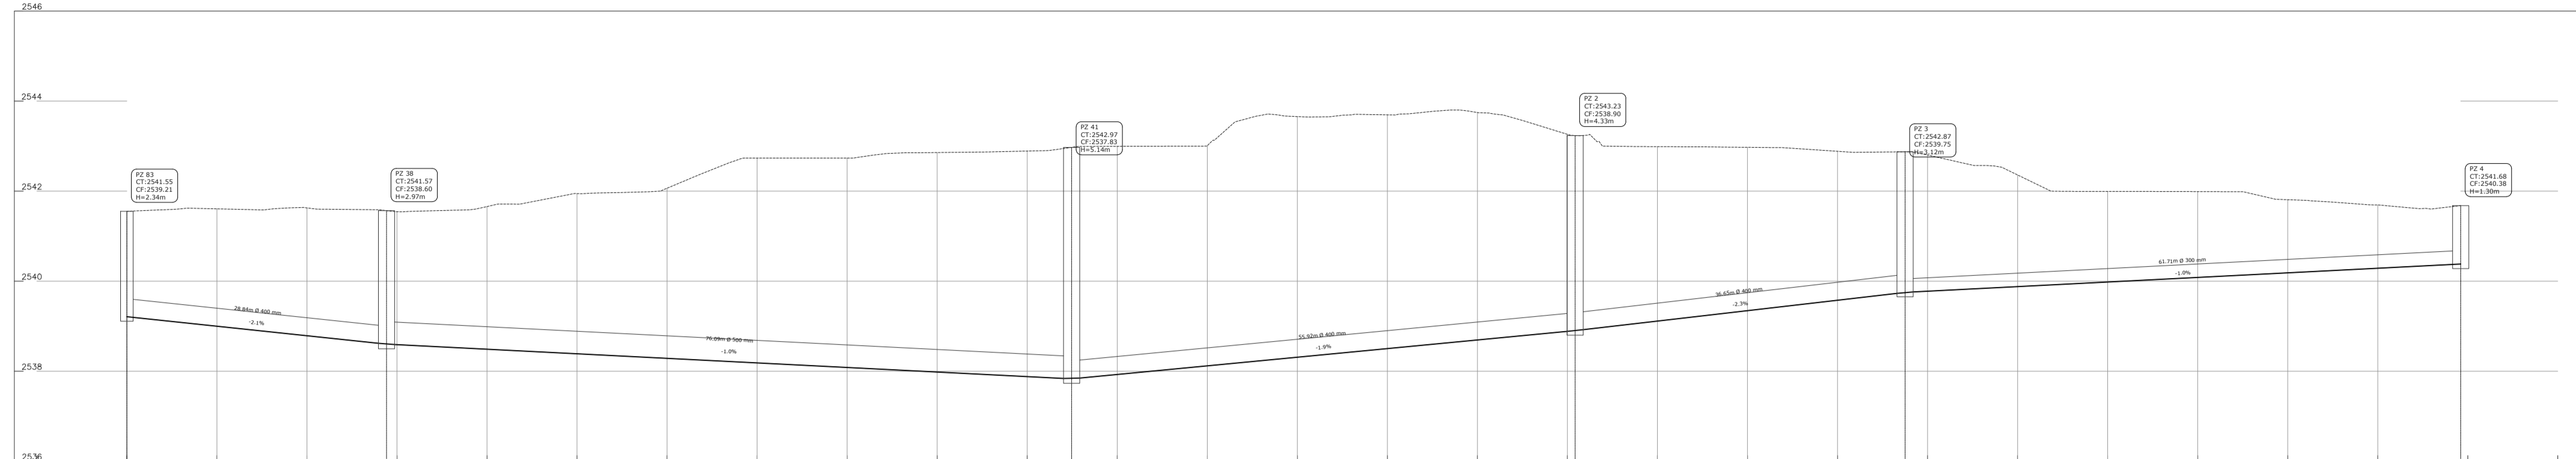 2546
2544
2542
2540
2538
2536
PZ 83
CT:2541.55
CF:2539.21
H=2.34m
PZ 38
CT:2541.57
CF:2538.60
H=2.97m
PZ 41
CT:2542.97
CF:2537.83
H=5.14m
PZ 2
CT:2543.23
CF:2538.90
H=4.33m
PZ 3
CT:2542.87
CF:2539.75
H=3.12m
PZ 4
CT:2541.68
CF:2540.38
H=1.30m
28.84m Ø 400 mm
-2.1%
76.09m Ø 500 mm
-1.0%
55.92m Ø 400 mm
-1.9%
36.65m Ø 400 mm
-2.3%
61.71m Ø 300 mm
-1.0%